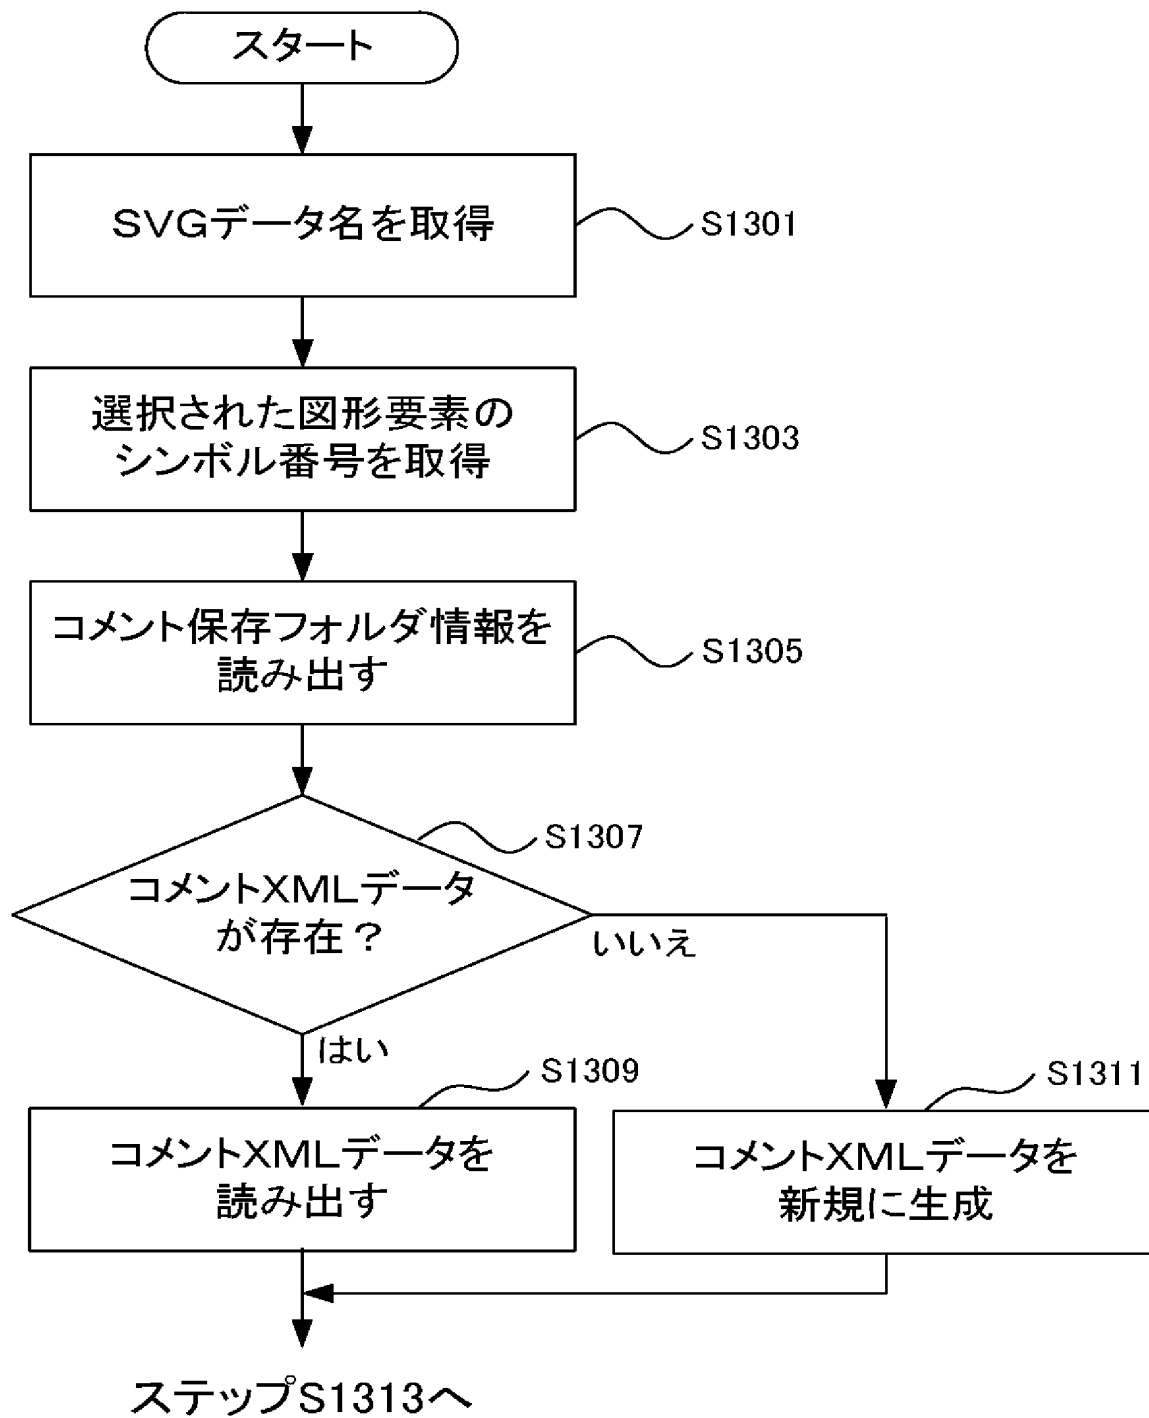 スタート
SVGデータ名を取得
S1301
選択された図形要素の
シンボル番号を取得
S1303
コメント保存フォルダ情報を
読み出す
S1305
S1307
コメントXMLデータ
が存在？
いいえ
はい
S1309
コメントXMLデータを
読み出す
S1311
コメントXMLデータを
新規に生成
ステップS1313へ